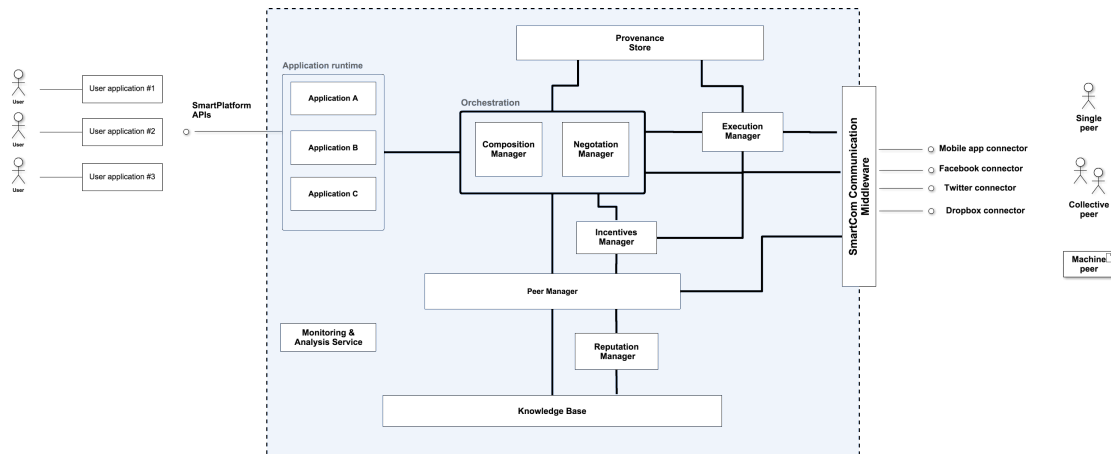 Provenance
Store
Application runtime
User
User application #1
Application A
SmartPlatform
APIs
Orchestration
User
User application #2
Application B
Composition
Manager
Negotation
Manager
Execution
Manager
User
User application #3
Application C
SmartCom Communication
Middleware
Mobile app connector
Facebook connector
Twitter connector
Dropbox connector
Single
peer
Collective
peer
Machine
peer
Incentives
Manager
Peer Manager
Monitoring &
Analysis Service
Reputation
Manager
Knowledge Base